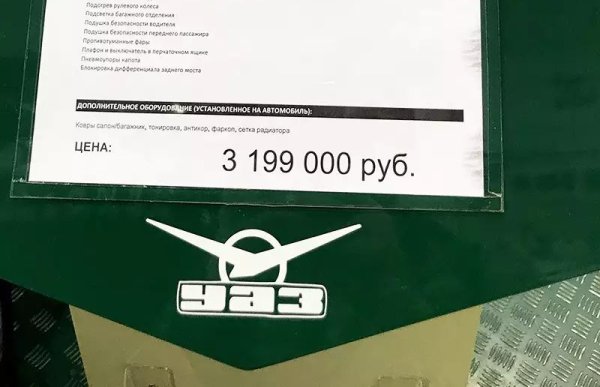 Подогрев рулевого колеса
Подсветка багажного отделения
Подушка безопасности водителя
Подушка безопасности переднего пассажира
Противотуманные фары
Плафон и выключатель в перчаточном ящике
Пневмоупоры капота
Блокировка дифференциала заднего моста
ДОПОЛНИТЕЛЬНОЕ ОБОРУДОВАНИЕ (УСТАНОВЛЕННОЕ НА АВТОМОБИЛЬ):
Ковры салон/багажник, тонировка, антикор, фаркоп, сетка радиатора
ЦЕНА: 3 199 000 руб.
УАЗ